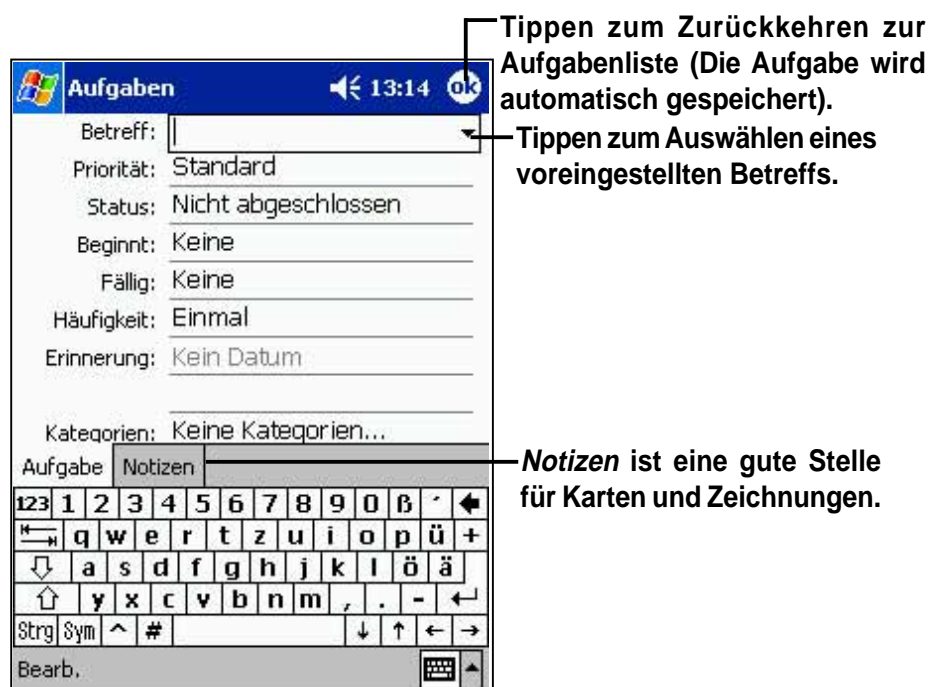 Tippen zum Zurückkehren zur
Aufgabenliste (Die Aufgabe wird
automatisch gespeichert).
Aufgaben 13:14 ok
Betreff:
Tippen zum Auswählen eines
voreingestellten Betreffs.
Priorität: Standard
Status: Nicht abgeschlossen
Beginnt: Keine
Fällig: Keine
Häufigkeit: Einmal
Erinnerung: Kein Datum
Kategorien: Keine Kategorien...
Aufgabe Notizen
Notizen ist eine gute Stelle
für Karten und Zeichnungen.
123 1 2 3 4 5 6 7 8 9 0 ß ´
q w e r t z u i o p ü +
a s d f g h j k l ö ä
y x c v b n m , . -
Strg Sym ^ # ↓ ↑ ← →
Bearb.